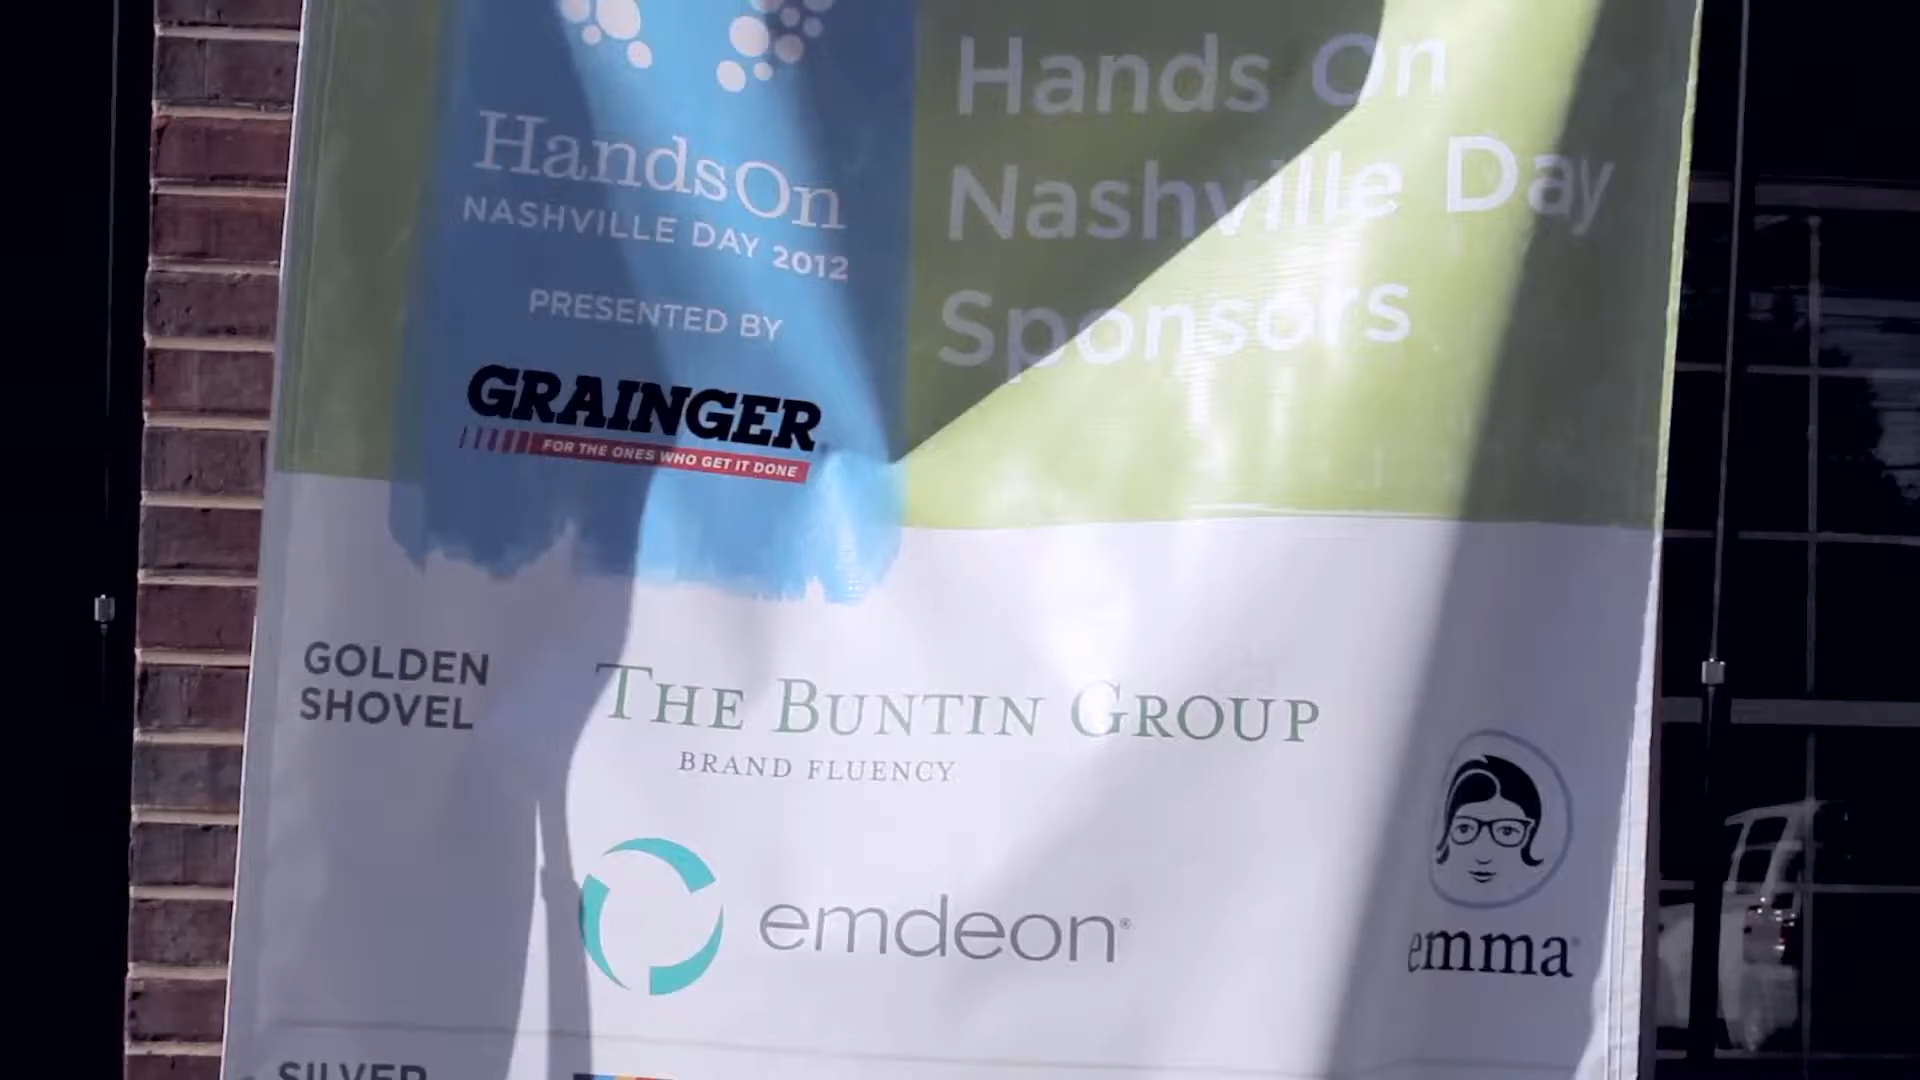 HandsOn
NASHVILLE DAY 2012
PRESENTED BY
GRAINGER
FOR THE ONES WHO GET IT DONE
Hands On
Nashville Day
Sponsors
GOLDEN
SHOVEL
THE BUNTIN GROUP
BRAND FLUENCY
emdeon®
emma
SILVER